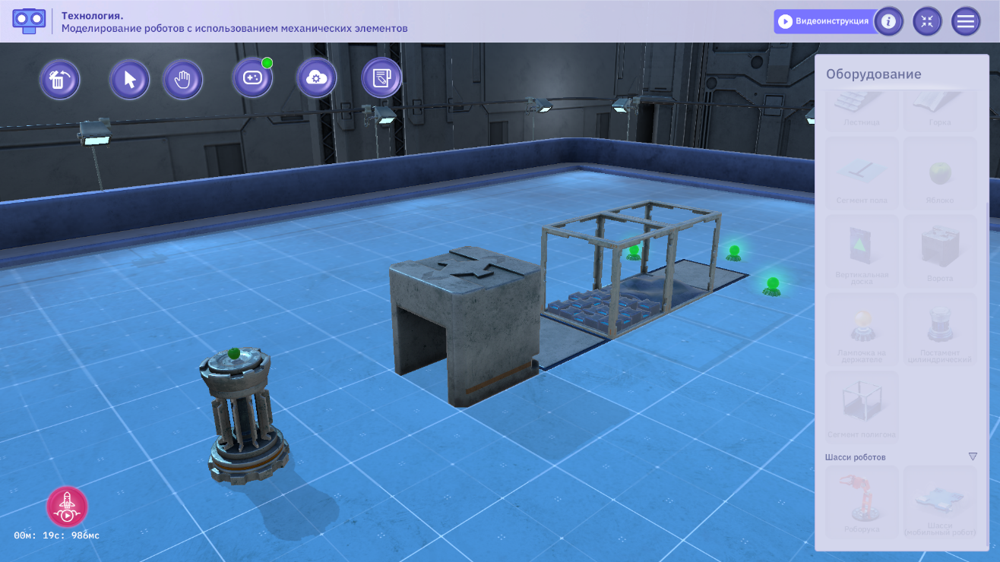 Технология.
Моделирование роботов с использованием механических элементов
Видеоинструкция
Оборудование
Лестница
Горка
Сегмент пола
Яблоко
Вертикальная
доска
Ворота
Лампочка на
держателе
Постамент
цилиндрический
Сегмент полигона
Шасси роботов
Роборука
Шасси
(мобильный робот)
00м: 19с: 986мс